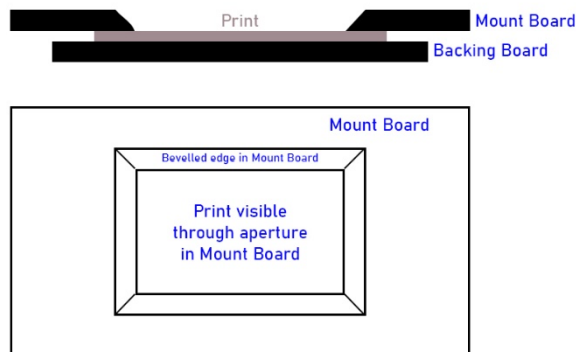 Print
Mount Board
Backing Board
Mount Board
Bevelled edge in Mount Board
Print visible
through aperture
in Mount Board